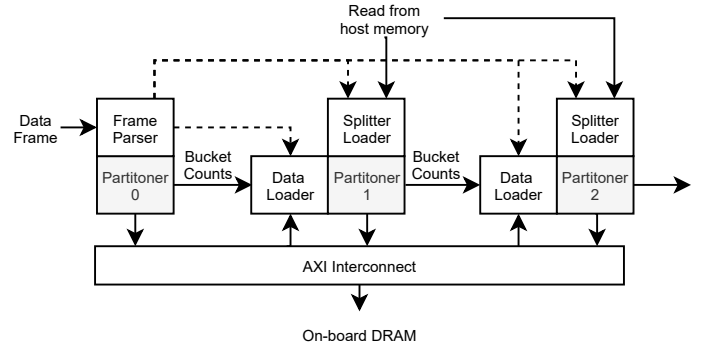 Read from
host memory
Data
Frame
Frame
Parser
Splitter
Loader
Splitter
Loader
Partitoner
0
Bucket
Counts
Data
Loader
Partitoner
1
Bucket
Counts
Data
Loader
Partitoner
2
AXI Interconnect
On-board DRAM